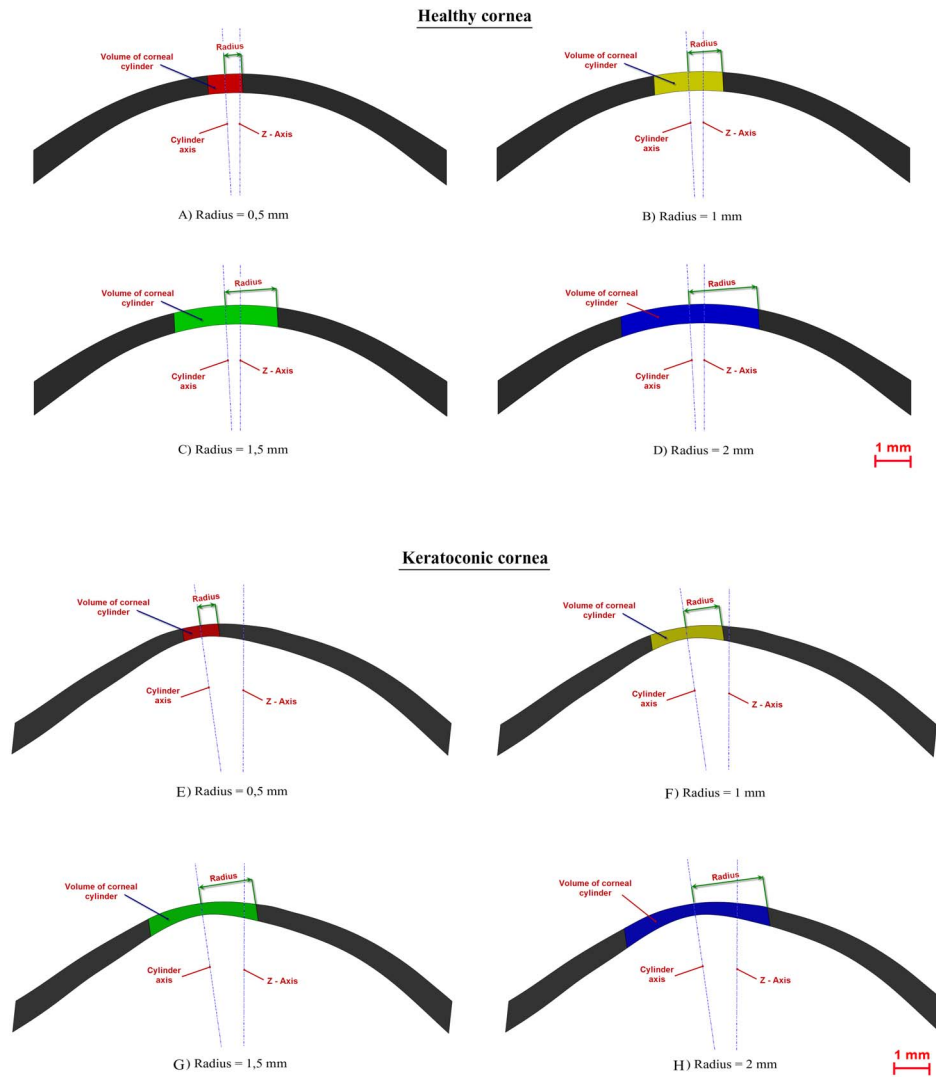 Healthy cornea
Radius
Volume of corneal
cylinder
Cylinder
axis
Z - Axis
A) Radius = 0,5 mm
Radius
Volume of corneal
cylinder
Cylinder
axis
Z - Axis
B) Radius = 1 mm
Radius
Volume of corneal
cylinder
Cylinder
axis
Z - Axis
C) Radius = 1,5 mm
Radius
Volume of corneal
cylinder
Cylinder
axis
Z - Axis
D) Radius = 2 mm
1 mm
Keratoconic cornea
Radius
Volume of corneal
cylinder
Cylinder
axis
Z - Axis
E) Radius = 0,5 mm
Radius
Volume of corneal
cylinder
Cylinder
axis
Z - Axis
F) Radius = 1 mm
Radius
Volume of corneal
cylinder
Cylinder
axis
Z - Axis
G) Radius = 1,5 mm
Radius
Volume of corneal
cylinder
Cylinder
axis
Z - Axis
H) Radius = 2 mm
1 mm